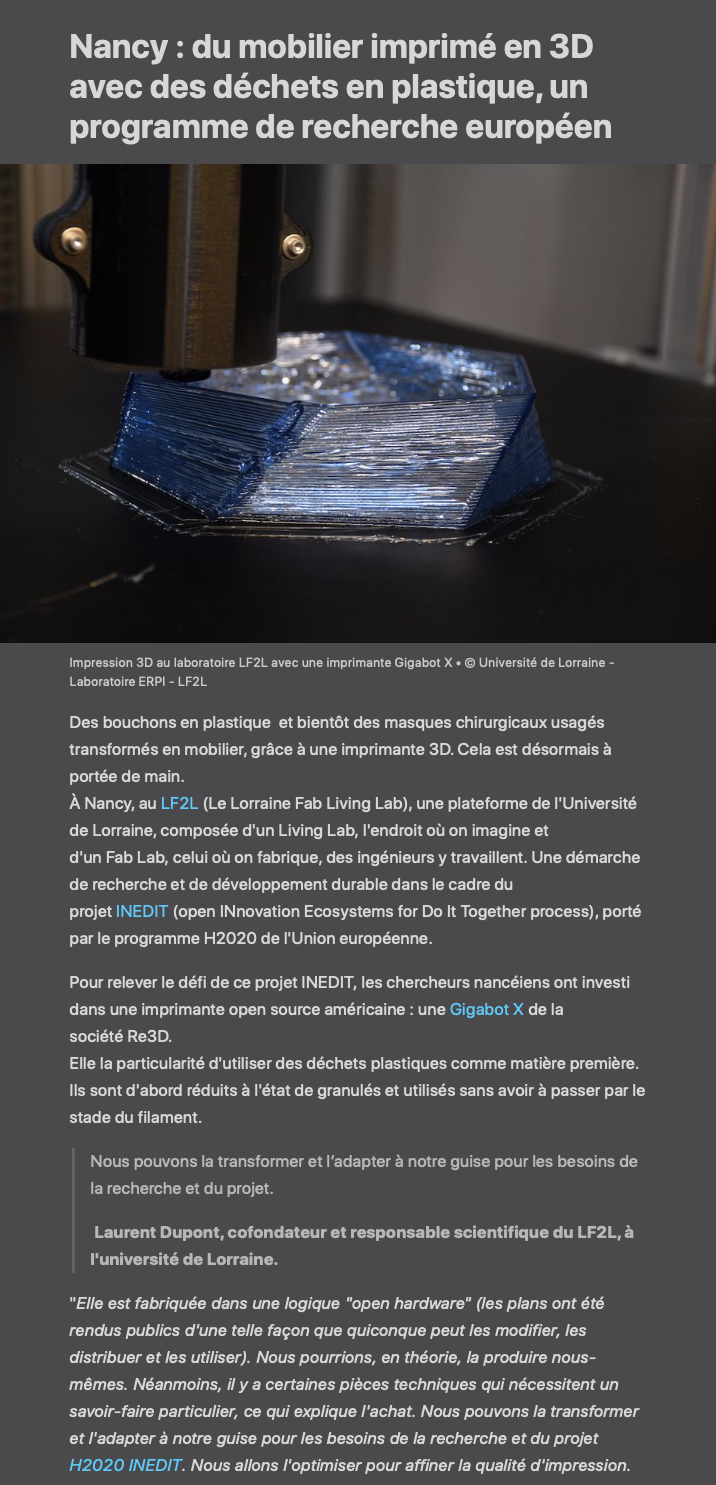 Nancy : du mobilier imprimé en 3D
avec des déchets en plastique, un
programme de recherche européen
Impression 3D au laboratoire LF2L avec une imprimante Gigabot X • © Université de Lorraine -
Laboratoire ERPI - LF2L
Des bouchons en plastique  et bientôt des masques chirurgicaux usagés
transformés en mobilier, grâce à une imprimante 3D. Cela est désormais à
portée de main.
À Nancy, au LF2L (Le Lorraine Fab Living Lab), une plateforme de l'Université
de Lorraine, composée d'un Living Lab, l'endroit où on imagine et
d'un Fab Lab, celui où on fabrique, des ingénieurs y travaillent. Une démarche
de recherche et de développement durable dans le cadre du
projet INEDIT (open INnovation Ecosystems for Do It Together process), porté
par le programme H2020 de l'Union européenne.
Pour relever le défi de ce projet INEDIT, les chercheurs nancéiens ont investi
dans une imprimante open source américaine : une Gigabot X de la
société Re3D.
Elle la particularité d'utiliser des déchets plastiques comme matière première.
Ils sont d'abord réduits à l'état de granulés et utilisés sans avoir à passer par le
stade du filament.
Nous pouvons la transformer et l’adapter à notre guise pour les besoins de
la recherche et du projet.
Laurent Dupont, cofondateur et responsable scientifique du LF2L, à
l'université de Lorraine.
"Elle est fabriquée dans une logique "open hardware" (les plans ont été
rendus publics d'une telle façon que quiconque peut les modifier, les
distribuer et les utiliser). Nous pourrions, en théorie, la produire nous-
mêmes. Néanmoins, il y a certaines pièces techniques qui nécessitent un
savoir-faire particulier, ce qui explique l'achat. Nous pouvons la transformer
et l'adapter à notre guise pour les besoins de la recherche et du projet
H2020 INEDIT. Nous allons l'optimiser pour affiner la qualité d'impression.